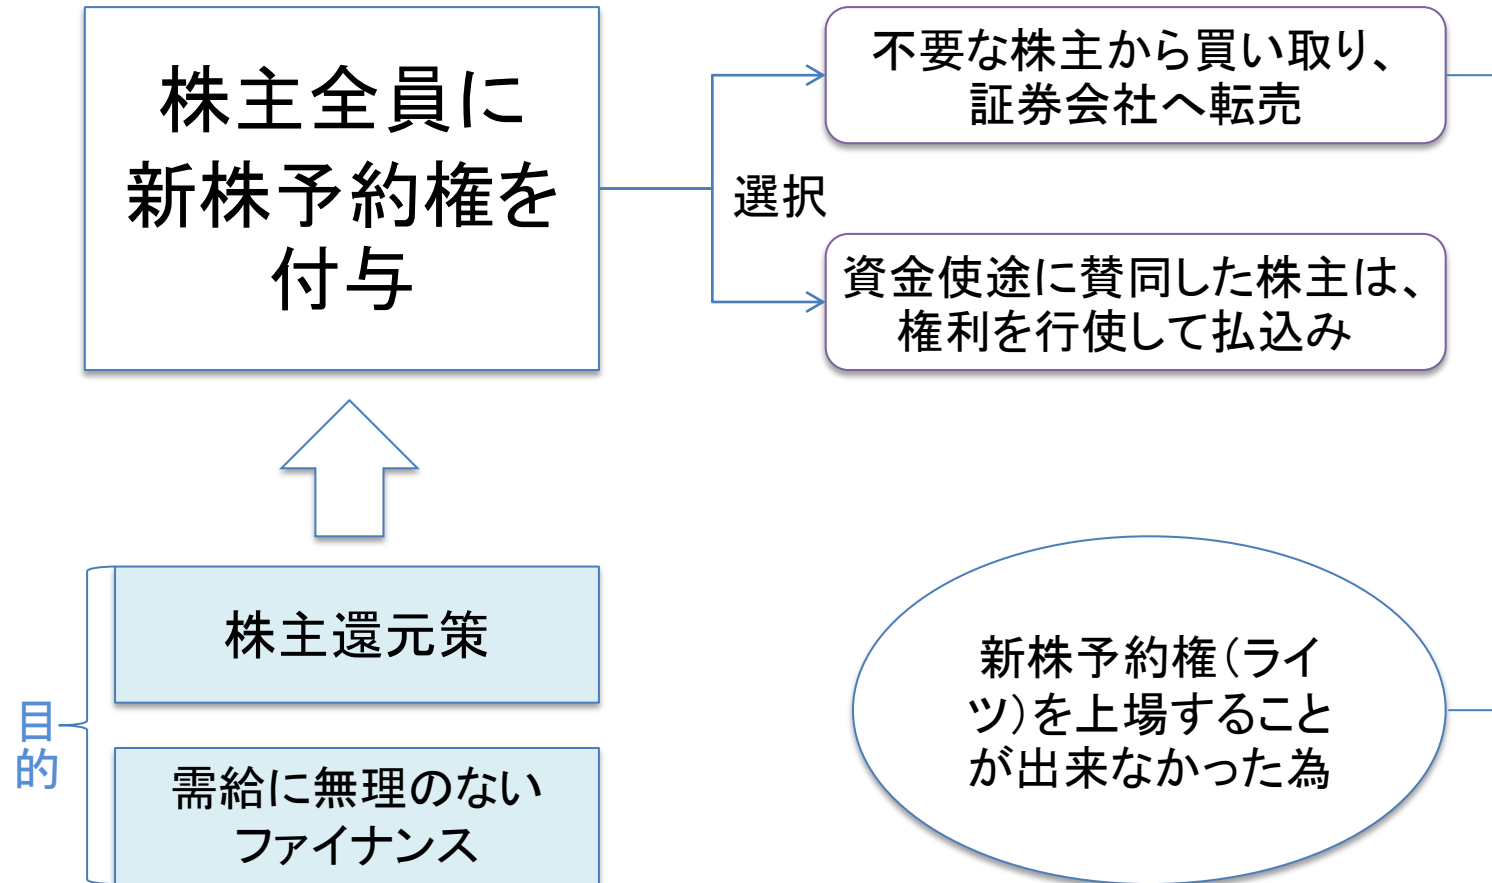 株主全員に
新株予約権を
付与
選択
不要な株主から買い取り、
証券会社へ転売
資金使途に賛同した株主は、
権利を行使して払込み
目
的
株主還元策
需給に無理のない
ファイナンス
新株予約権(ライ
ツ)を上場すること
が出来なかった為